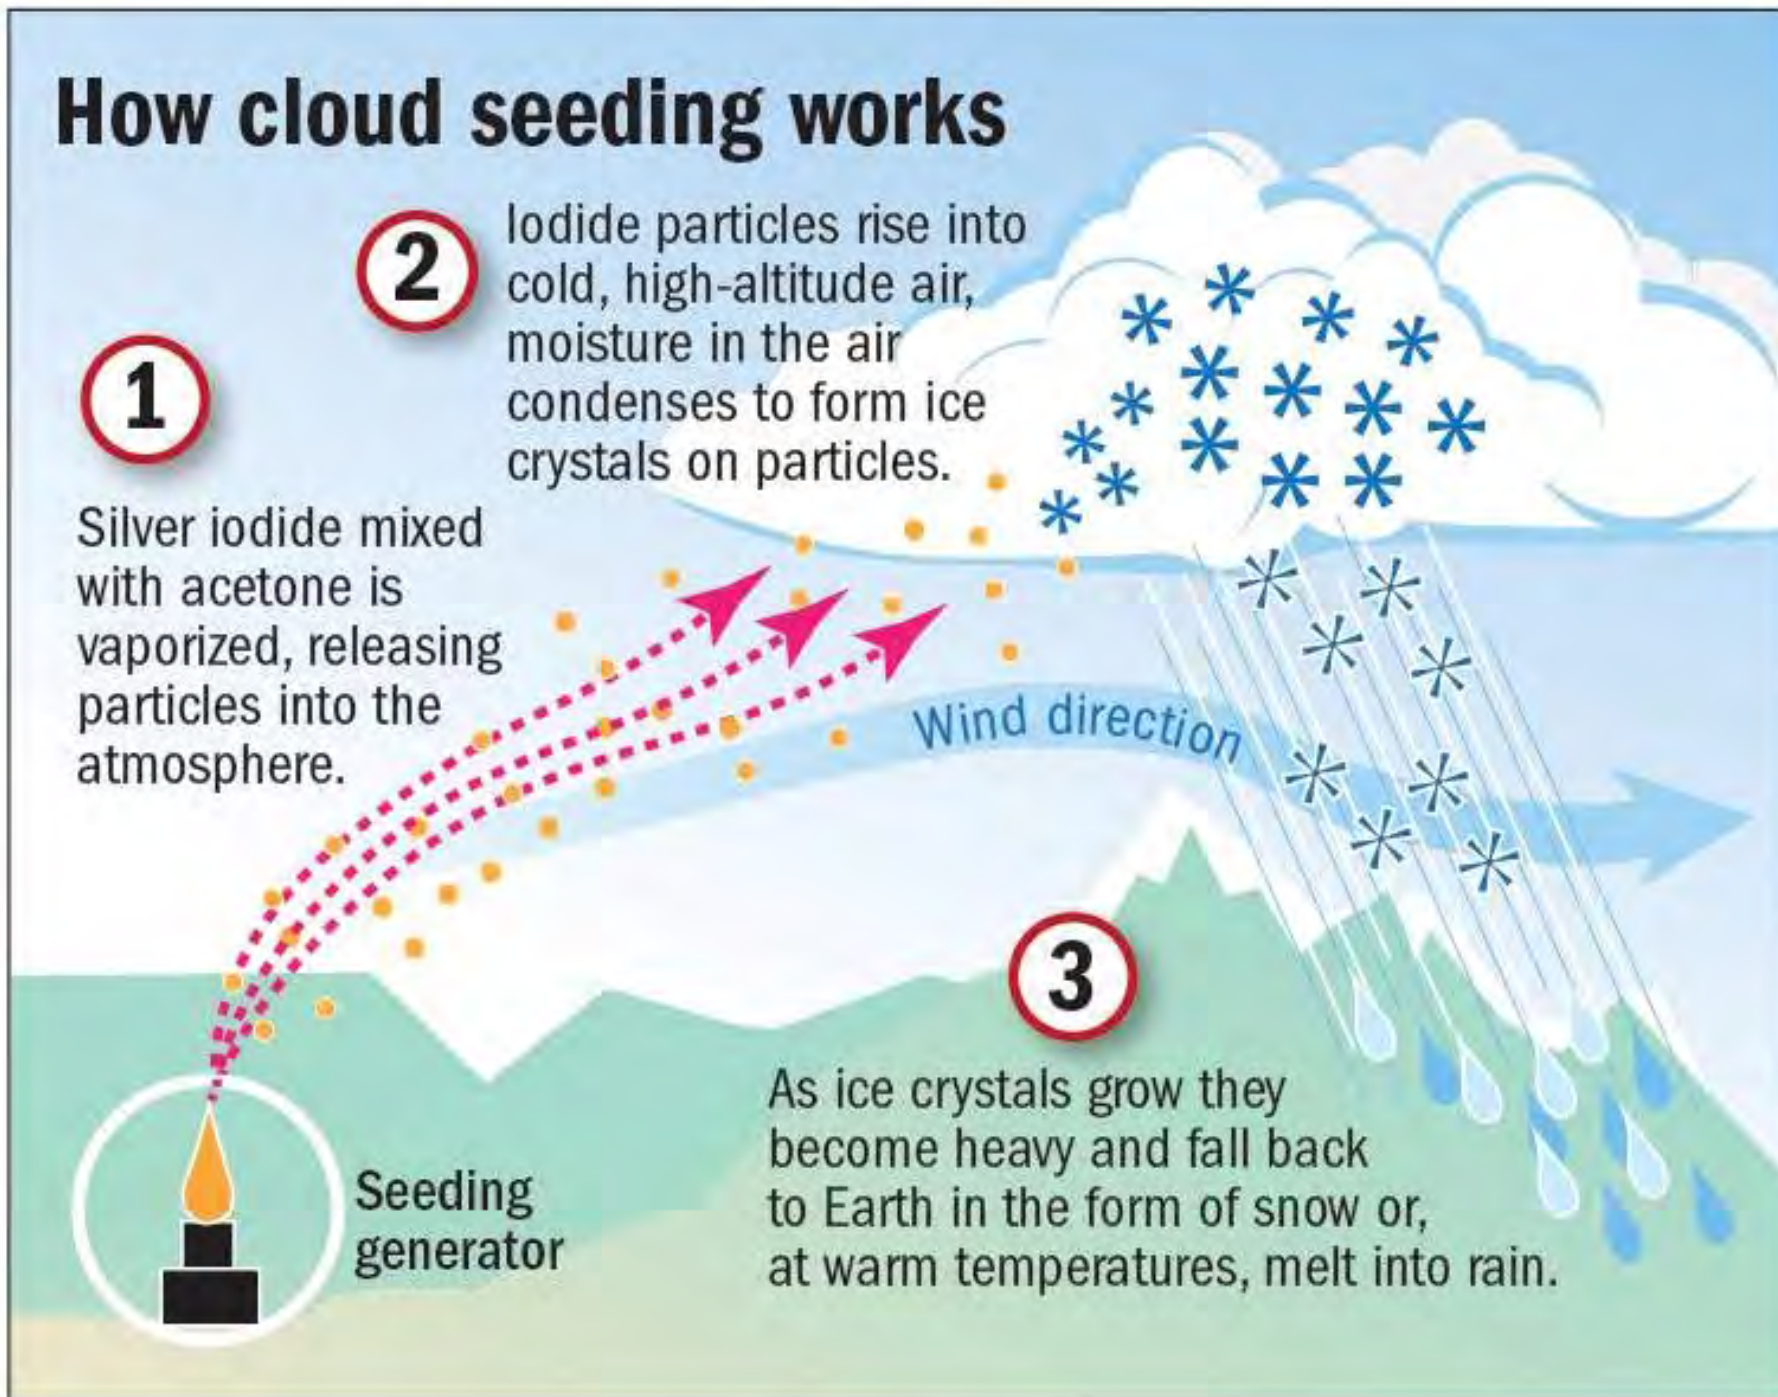 How cloud seeding works
1
Silver iodide mixed
with acetone is
vaporized, releasing
particles into the
atmosphere.
2
Iodide particles rise into
cold, high-altitude air,
moisture in the air
condenses to form ice
crystals on particles.
Wind direction
3
As ice crystals grow they
become heavy and fall back
to Earth in the form of snow or,
at warm temperatures, melt into rain.
Seeding
generator